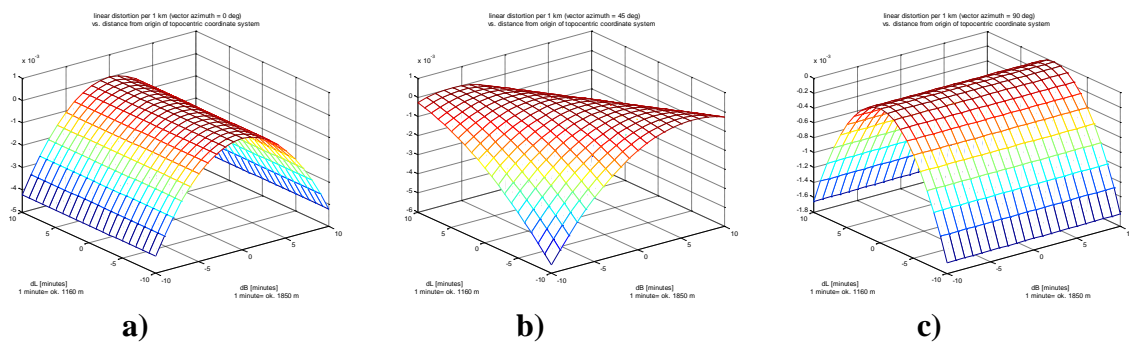 linear distortion per 1 km (vector azimuth = 0 deg)
vs. distance from origin of topocentric coordinate system
x 10-3
1
0
-1
-2
-3
-4
-5
10
5
0
-5
-10
-10
-5
0
5
10
dL [minutes]
1 minute= ok. 1160 m
dB [minutes]
1 minute= ok. 1850 m
a)
linear distortion per 1 km (vector azimuth = 45 deg)
vs. distance from origin of topocentric coordinate system
x 10-3
1
0
-1
-2
-3
-4
-5
-6
10
5
0
-5
-10
-10
-5
0
5
10
dL [minutes]
1 minute= ok. 1160 m
dB [minutes]
1 minute= ok. 1850 m
b)
linear distortion per 1 km (vector azimuth = 90 deg)
vs. distance from origin of topocentric coordinate system
x 10-3
0
-0.2
-0.4
-0.6
-0.8
-1
-1.2
-1.4
-1.6
-1.8
10
5
0
-5
-10
-10
-5
0
5
dL [minutes]
1 minute= ok. 1160 m
dB [minutes]
1 minute= ok. 1850 m
c)